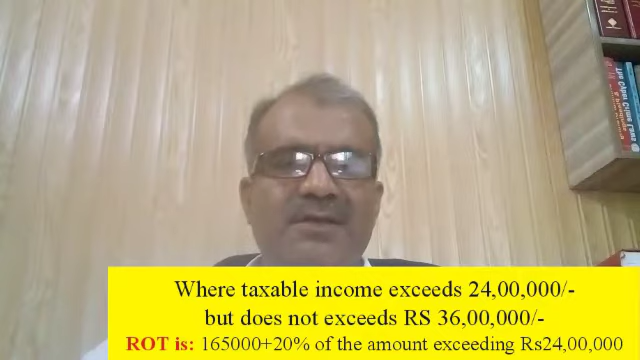 Where taxable income exceeds 24,00,000/-
but does not exceeds RS 36,00,000/-
ROT is: 165000+20% of the amount exceeding Rs24,00,000